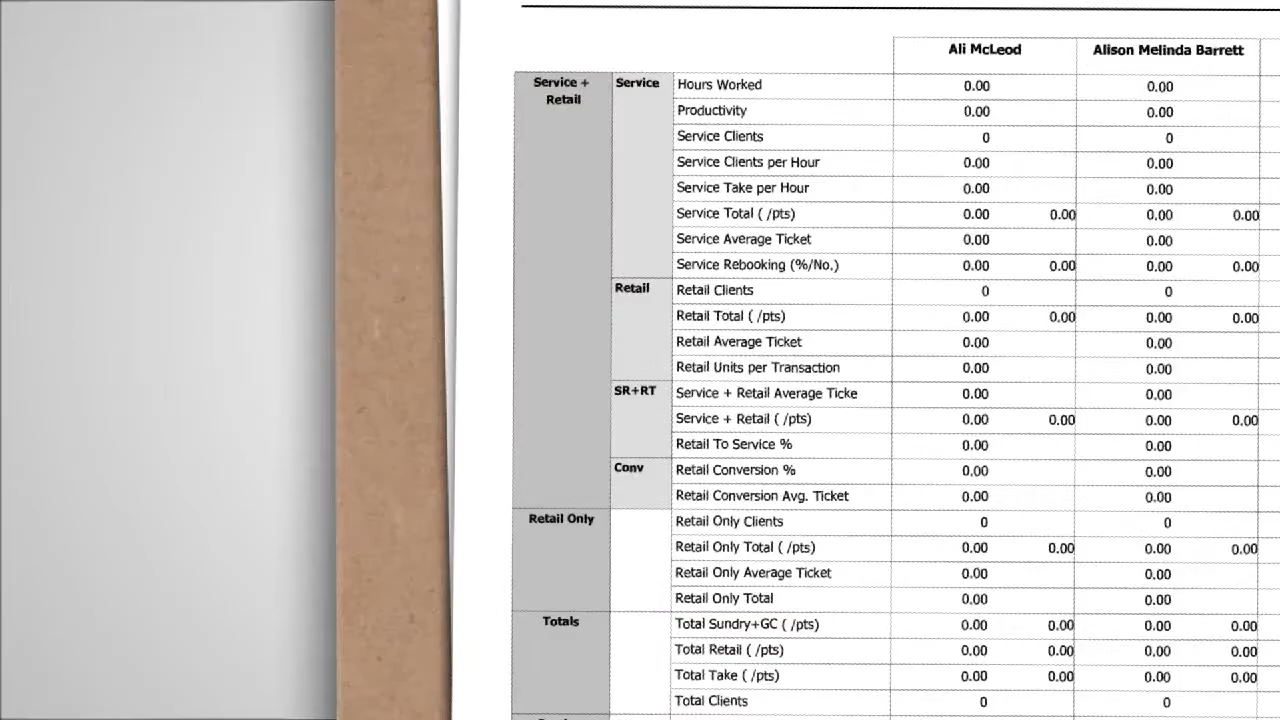 Ali McLeod Alison Melinda Barrett
Service + Service Hours Worked 0.00 0.00
Retail Productivity 0.00 0.00
Service Clients 0 0
Service Clients per Hour 0.00 0.00
Service Take per Hour 0.00 0.00
Service Total ( /pts) 0.00 0.00 0.00 0.00
Service Average Ticket 0.00 0.00
Service Rebooking (%/No.) 0.00 0.00 0.00 0.00
Retail Retail Clients 0 0
Retail Total ( /pts) 0.00 0.00 0.00 0.00
Retail Average Ticket 0.00 0.00
Retail Units per Transaction 0.00 0.00
SR+RT Service + Retail Average Ticke 0.00 0.00
Service + Retail ( /pts) 0.00 0.00 0.00 0.00
Retail To Service % 0.00 0.00
Conv Retail Conversion % 0.00 0.00
Retail Conversion Avg. Ticket 0.00 0.00
Retail Only Retail Only Clients 0 0
Retail Only Total ( /pts) 0.00 0.00 0.00 0.00
Retail Only Average Ticket 0.00 0.00
Retail Only Total 0.00 0.00
Totals Total Sundry+GC ( /pts) 0.00 0.00 0.00 0.00
Total Retail ( /pts) 0.00 0.00 0.00 0.00
Total Take ( /pts) 0.00 0.00 0.00 0.00
Total Clients 0 0